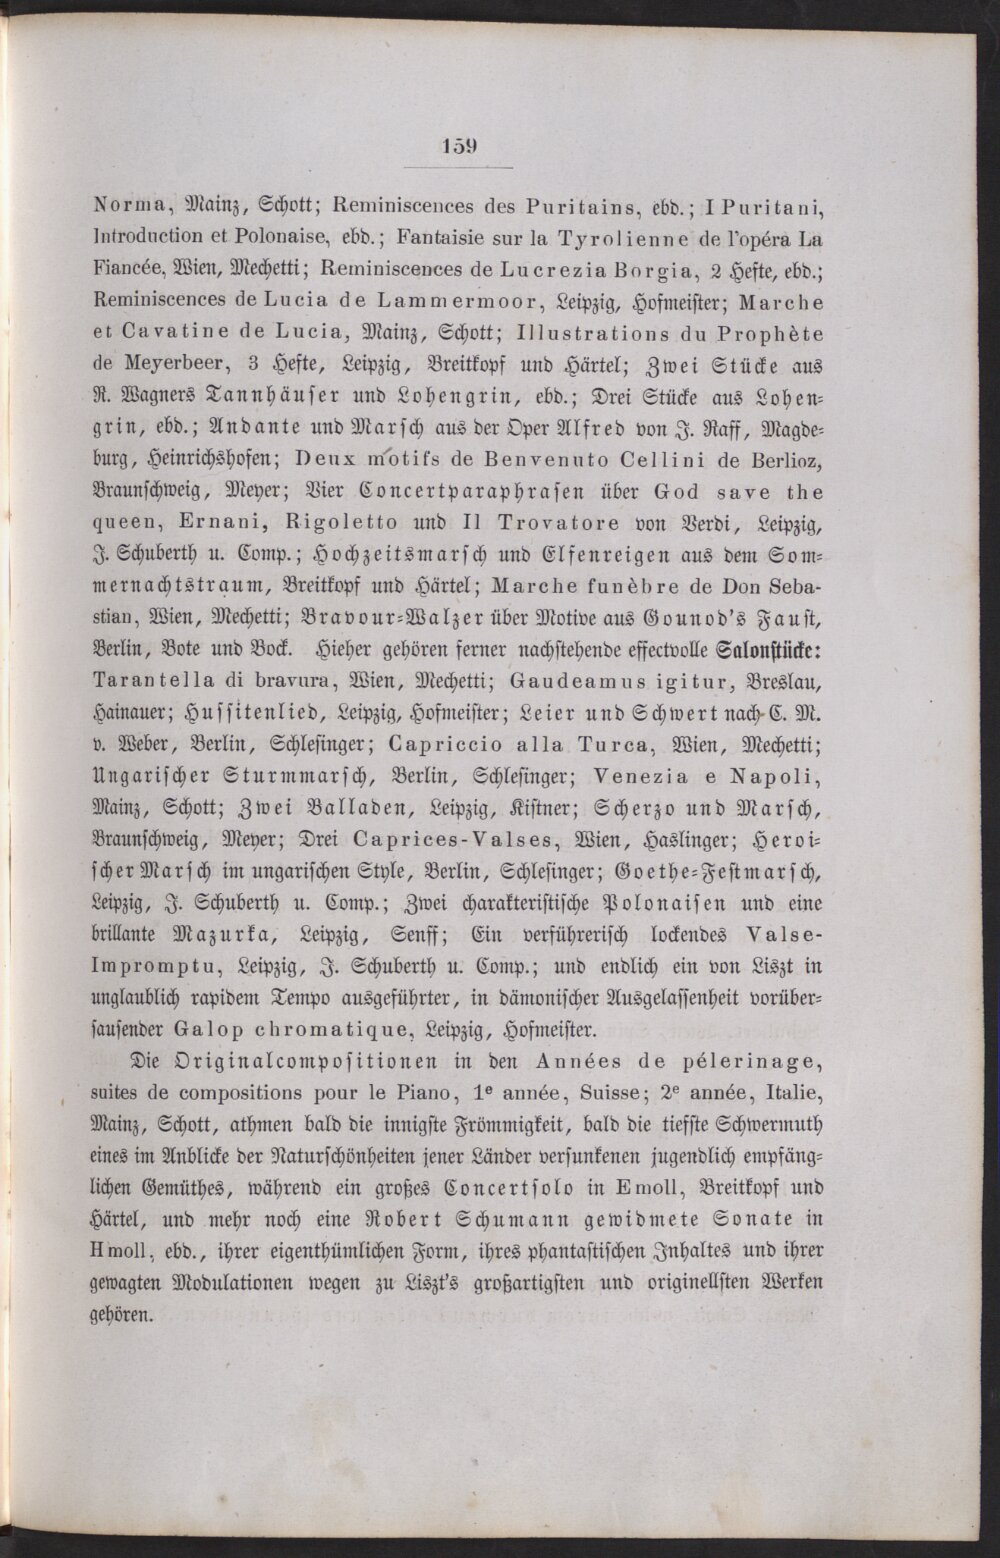 159
Norma, Mainz, Schott; Reminiscences des Puritains, ebd.; I Puritani,
Introduction et Polonaise, ebd.; Fantaisie sur la Tyrolienne de l'opéra La
Fiancée, Wien, Mechetti; Reminiscences de Lucrezia Borgia, 2 Hefte, ebd.;
Reminiscences de Lucia de Lammermoor, Leipzig, Hofmeister; Marche
et Cavatine de Lucia, Mainz, Schott; Illustrations du Prophète
de Meyerbeer, 3 Hefte, Leipzig, Breitkopf und Härtel; Zwei Stücke aus
R. Wagners Tannhäuser und Lohengrin, ebd.; Drei Stücke aus Lohen-
grin, ebd.; Andante und Marsch aus der Oper Alfred von J. Raff, Magde-
burg, Heinrichshofen; Deux motifs de Benvenuto Cellini de Berlioz,
Braunschweig, Meyer; Vier Concertparaphrasen über God save the
queen, Ernani, Rigoletto und Il Trovatore von Verdi, Leipzig,
J. Schuberth u. Comp.; Hochzeitsmarsch und Elfenreigen aus dem Som-
mernachtstraum, Breitkopf und Härtel; Marche funèbre de Don Seba-
stian, Wien, Mechetti; Bravour-Walzer über Motive aus Gounod's Faust,
Berlin, Bote und Bock. Hieher gehören ferner nachstehende effectvolle Salonstücke:
Tarantella di bravura, Wien, Mechetti; Gaudeamus igitur, Breslau,
Hainauer; Hussitenlied, Leipzig, Hofmeister; Leier und Schwert nach C. M.
v. Weber, Berlin, Schlesinger; Capriccio alla Turca, Wien, Mechetti;
Ungarischer Sturmmarsch, Berlin, Schlesinger; Venezia e Napoli,
Mainz, Schott; Zwei Balladen, Leipzig, Kistner; Scherzo und Marsch,
Braunschweig, Meyer; Drei Caprices-Valses, Wien, Haslinger; Heroi-
scher Marsch im ungarischen Style, Berlin, Schlesinger; Goethe-Festmarsch,
Leipzig, J. Schuberth u. Comp.; Zwei charakteristische Polonaisen und eine
brillante Mazurka, Leipzig, Senff; Ein verführerisch lockendes Valse-
Impromptu, Leipzig, J. Schuberth u. Comp.; und endlich ein von Liszt in
unglaublich rapidem Tempo ausgeführter, in dämonischer Ausgelassenheit vorüber-
sausender Galop chromatique, Leipzig, Hofmeister.
Die Originalcompositionen in den Années de pélerinage,
suites de compositions pour le Piano, 1e année, Suisse; 2e année, Italie,
Mainz, Schott, athmen bald die innigste Frömmigkeit, bald die tiefste Schwermuth
eines im Anblicke der Naturschönheiten jener Länder versunkenen jugendlich empfäng-
lichen Gemüthes, während ein großes Concertsolo in E moll, Breitkopf und
Härtel, und mehr noch eine Robert Schumann gewidmete Sonate in
H moll, ebd., ihrer eigenthümlichen Form, ihres phantastischen Inhaltes und ihrer
gewagten Modulationen wegen zu Liszt's großartigsten und originellsten Werken
gehören.